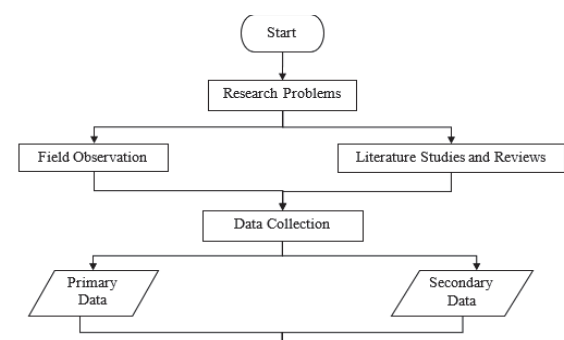 Start
Research Problems
Field Observation
Literature Studies and Reviews
Data Collection
Primary
Data
Secondary
Data